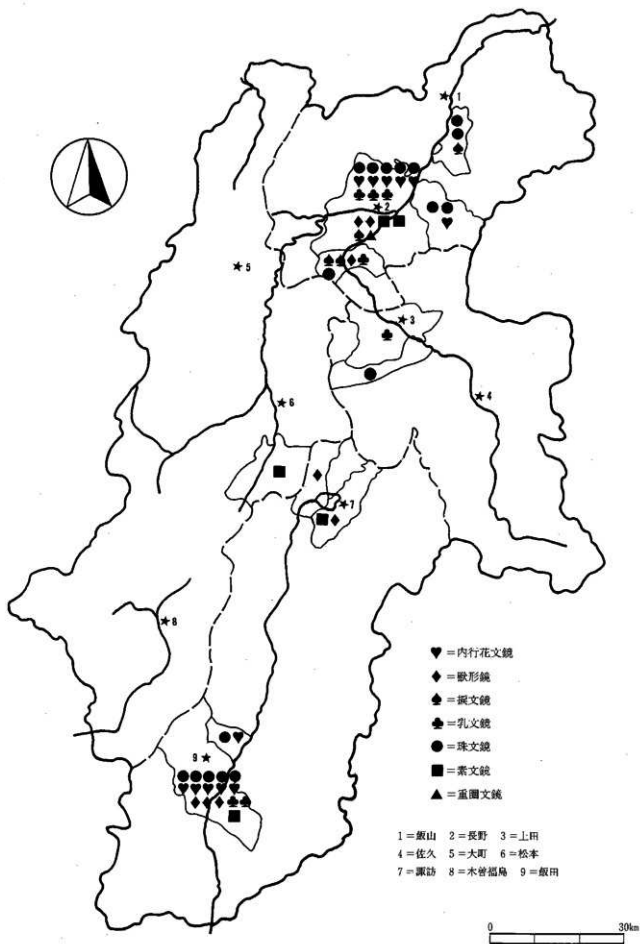 1
2
3
4
5
6
7
8
9
♥=内行花文鏡
♦=獣形鏡
♠=捩文鏡
♣=乳文鏡
●=珠文鏡
■=素文鏡
▲=重圏文鏡
1=飯山 2=長野 3=上田
4=佐久 5=大町 6=松本
7=諏訪 8=木曽福島 9=飯田
0 30km